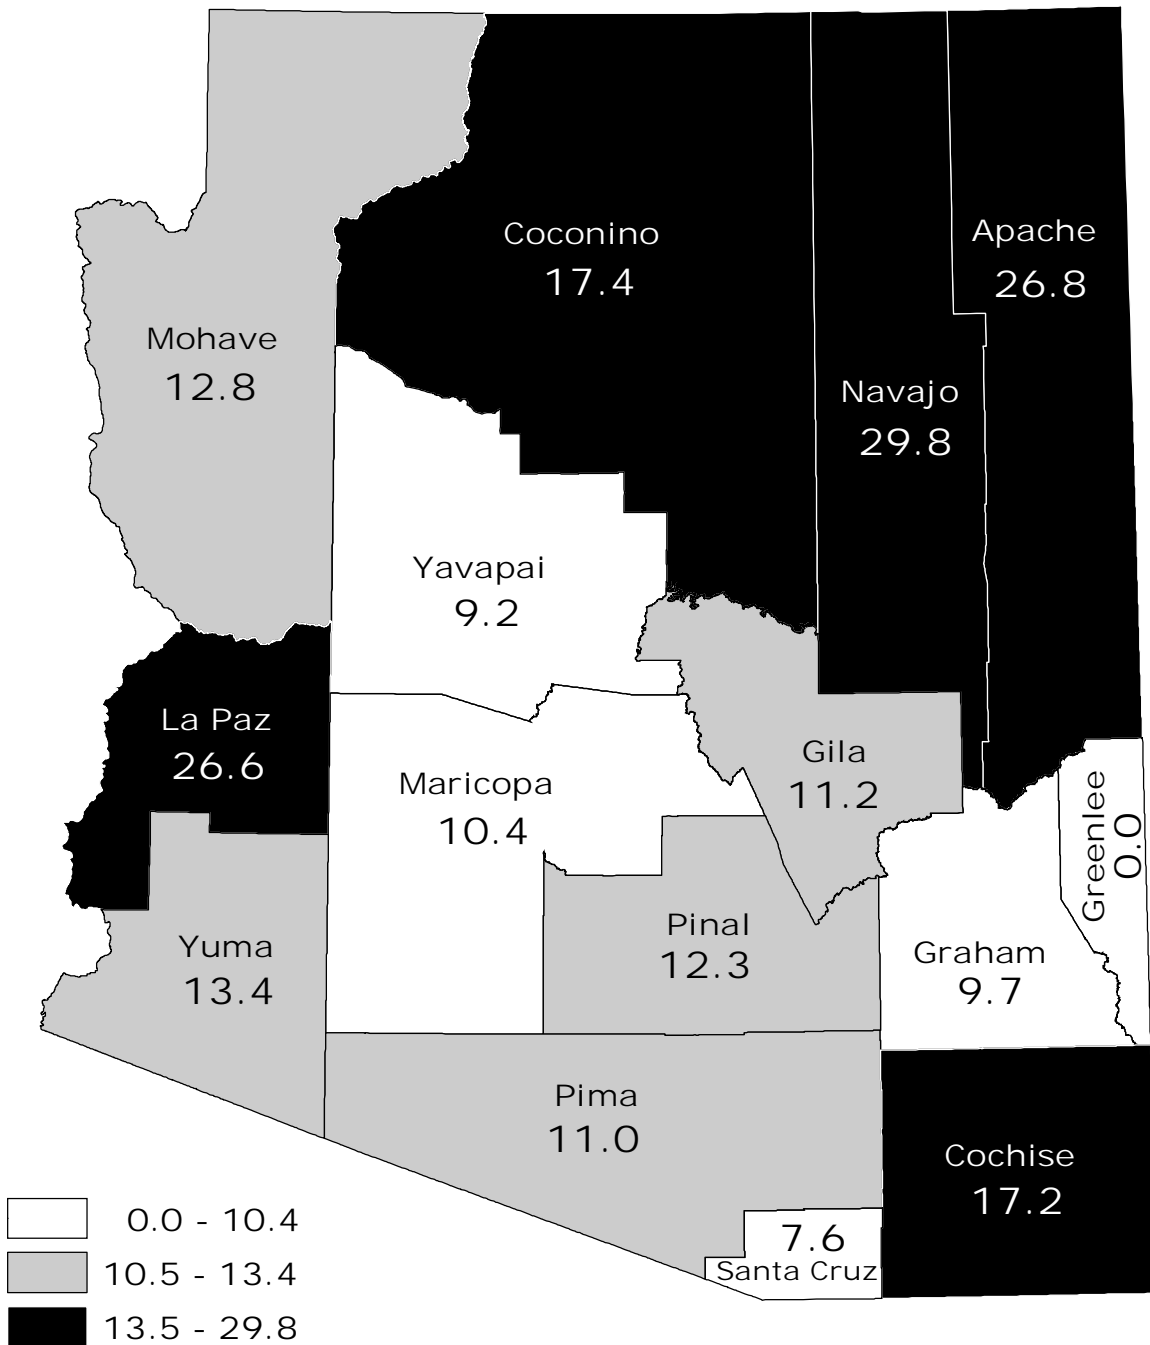 Coconino
17.4
Apache
26.8
Mohave
12.8
Navajo
29.8
Yavapai
9.2
La Paz
26.6
Maricopa
10.4
Gila
11.2
Greenlee
0.0
Yuma
13.4
Pinal
12.3
Graham
9.7
Pima
11.0
Cochise
17.2
7.6
Santa Cruz
0.0 - 10.4
10.5 - 13.4
13.5 - 29.8